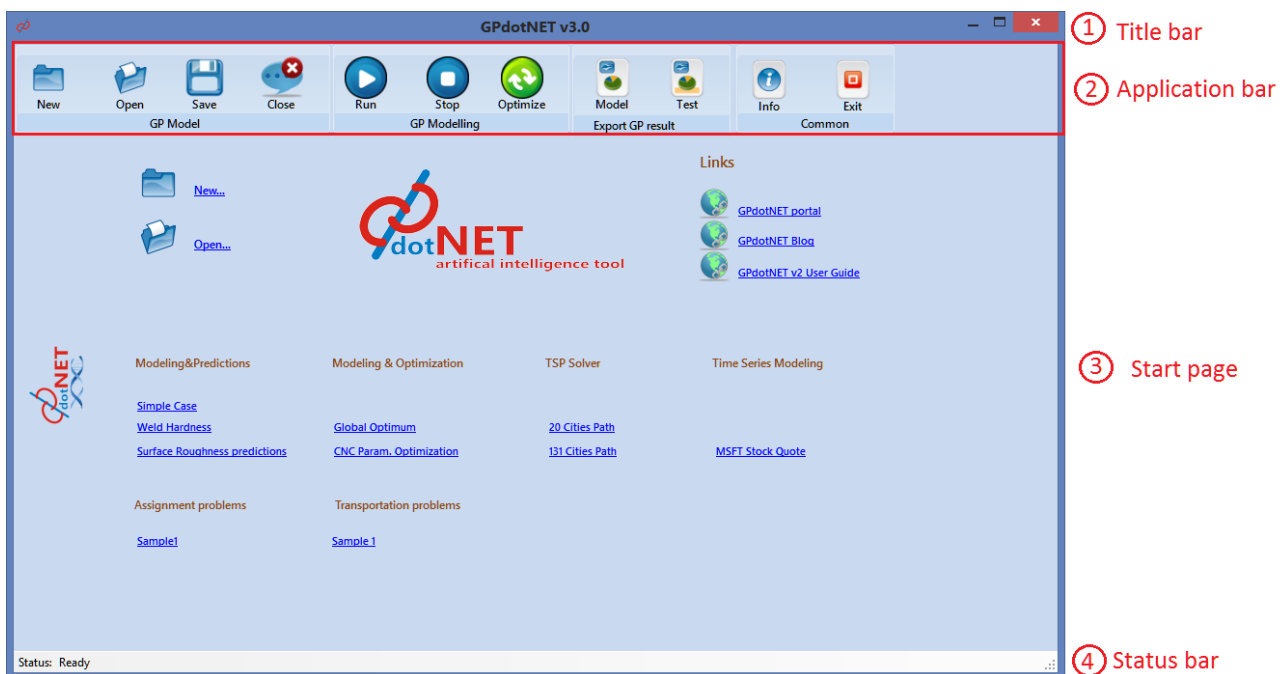 GPdotNET v3.0
1 Title bar
New Open Save Close Run Stop Optimize Model Test Info Exit
2 Application bar
GP Model GP Modelling Export GP result Common
Links
New...
GPdotNET portal
Open...
GPdotNET Blog
GPdotNET v2 User Guide
dotNET
artifical intelligence tool
dotNET
Modeling&Predictions Modeling & Optimization TSP Solver Time Series Modeling
3 Start page
Simple Case
Weld Hardness Global Optimum 20 Cities Path
Surface Roughness predictions CNC Param. Optimization 131 Cities Path MSFT Stock Quote
Assignment problems Transportation problems
Sample1 Sample 1
Status: Ready
4 Status bar